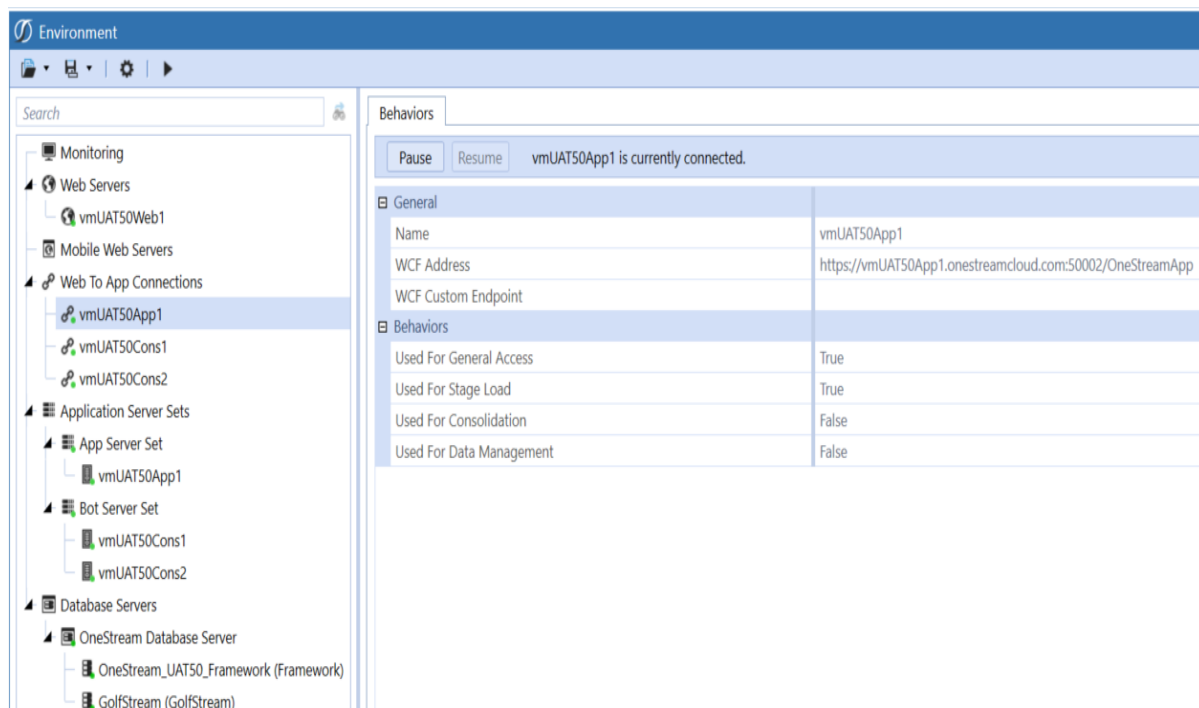 Environment
Search
Monitoring
Web Servers
vmUAT50Web1
Mobile Web Servers
Web To App Connections
vmUAT50App1
vmUAT50Cons1
vmUAT50Cons2
Application Server Sets
App Server Set
vmUAT50App1
Bot Server Set
vmUAT50Cons1
vmUAT50Cons2
Database Servers
OneStream Database Server
OneStream_UAT50_Framework (Framework)
GolfStream (GolfStream)
Behaviors
Pause Resume vmUAT50App1 is currently connected.
General
Name vmUAT50App1
WCF Address https://vmUAT50App1.onestreamcloud.com:50002/OneStreamApp
WCF Custom Endpoint
Behaviors
Used For General Access True
Used For Stage Load True
Used For Consolidation False
Used For Data Management False